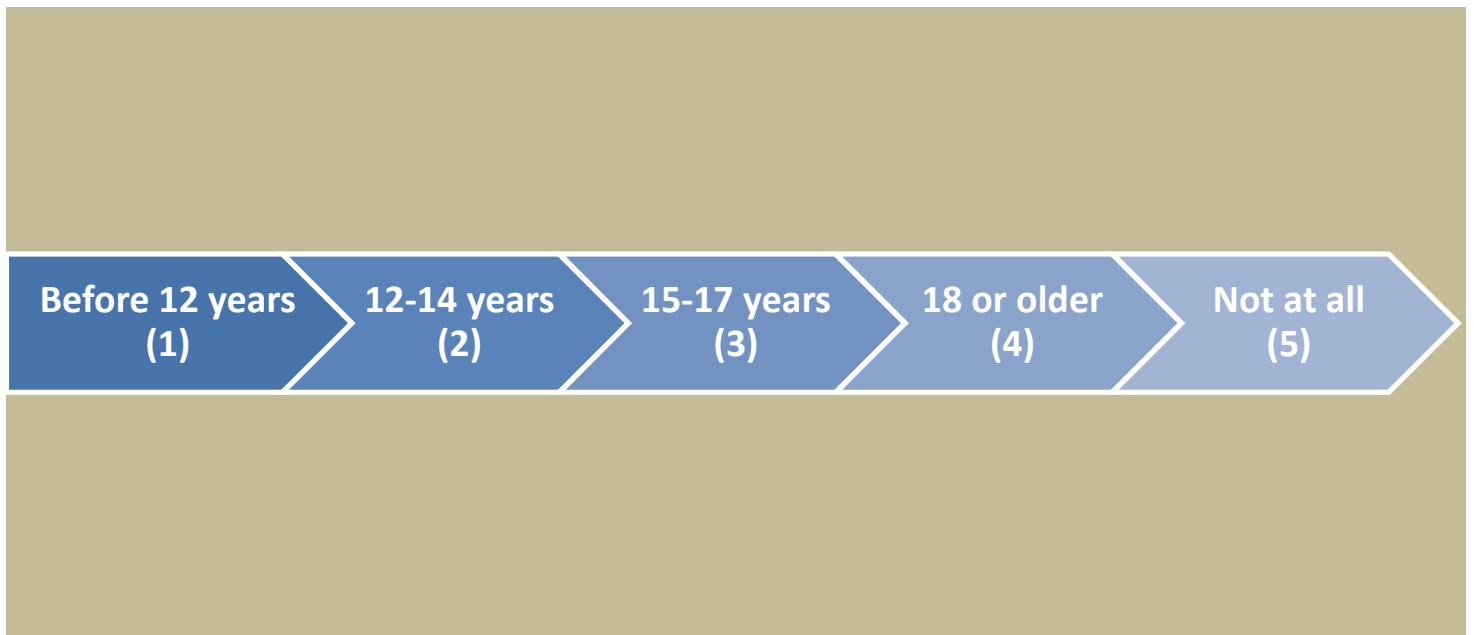 Before 12 years
(1)
12-14 years
(2)
15-17 years
(3)
18 or older
(4)
Not at all
(5)